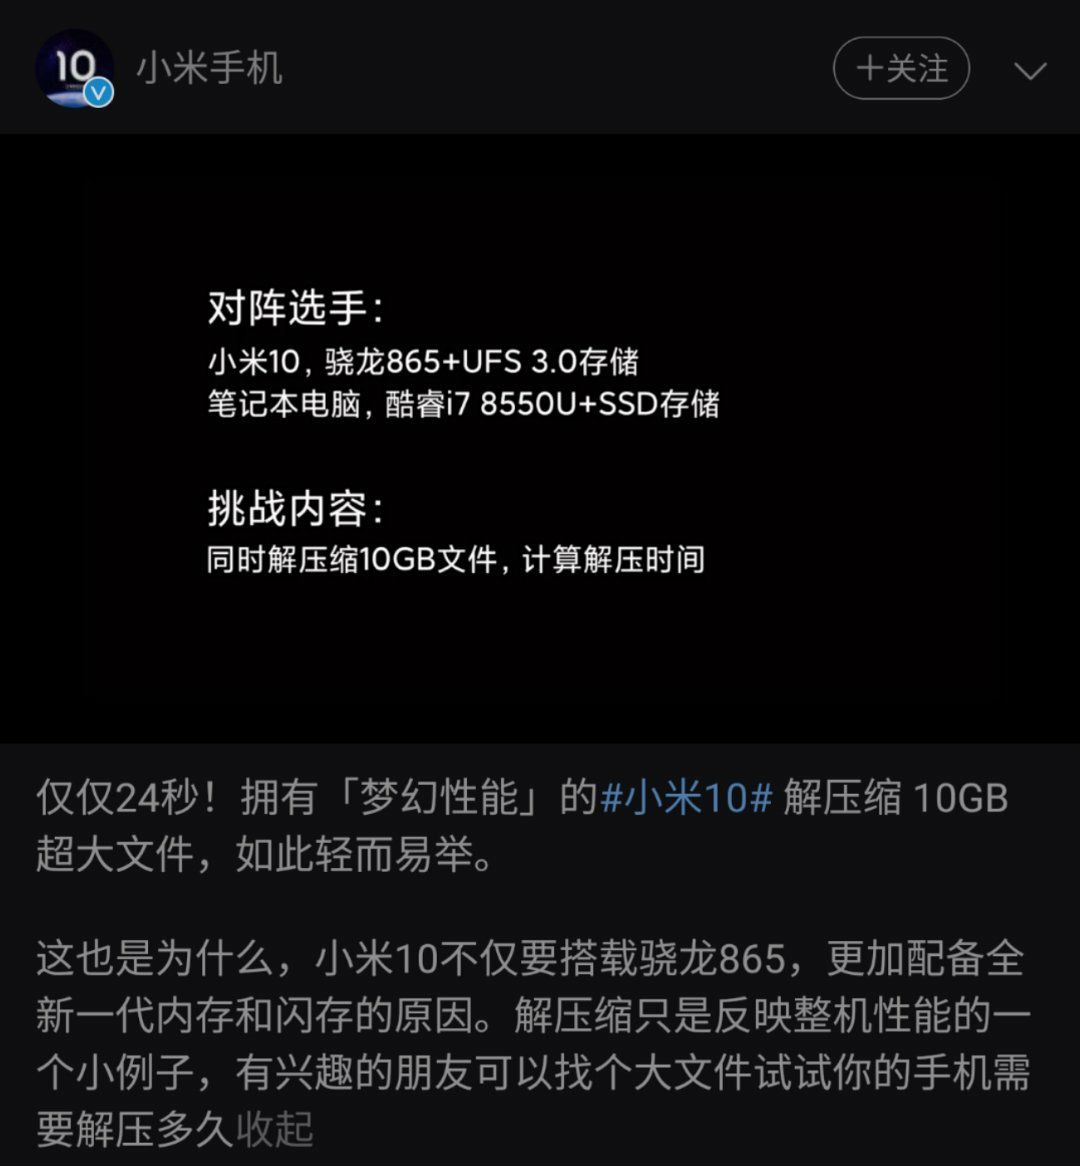 10
小米手机
+关注
对阵选手:
小米10, 骁龙865+UFS 3.0存储
笔记本电脑, 酷睿i7 8550U+SSD存储
挑战内容:
同时解压缩10GB文件, 计算解压时间
仅仅24秒！拥有「梦幻性能」的#小米10# 解压缩 10GB
超大文件，如此轻而易举。
这也是为什么，小米10不仅要搭载骁龙865，更加配备全
新一代内存和闪存的原因。解压缩只是反映整机性能的一
个小例子，有兴趣的朋友可以找个大文件试试你的手机需
要解压多久收起